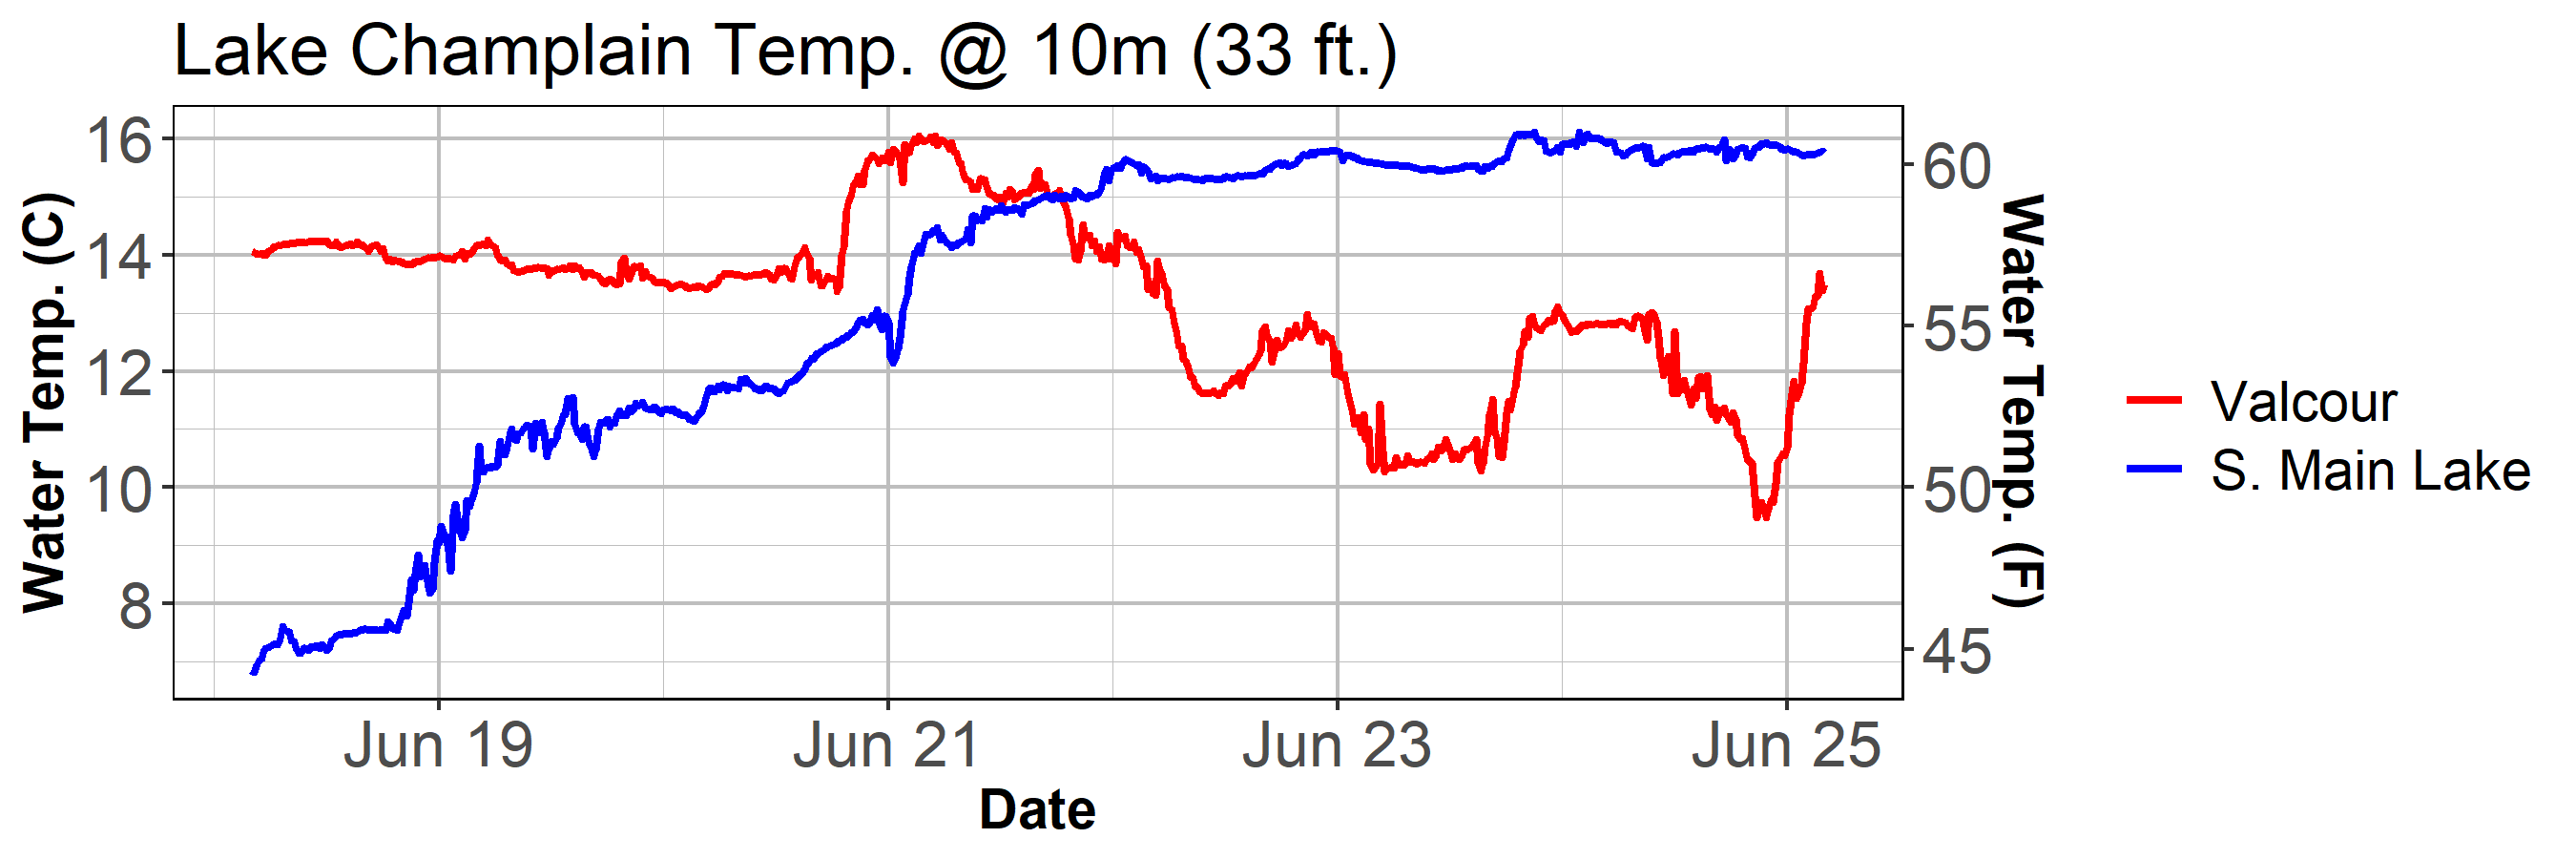 Lake Champlain Temp. @ 10m (33 ft.)
Water Temp. (C)
16
14
12
10
8
60
55
50
45
Water Temp. (F)
Jun 19
Jun 21
Jun 23
Jun 25
Date
Valcour
S. Main Lake